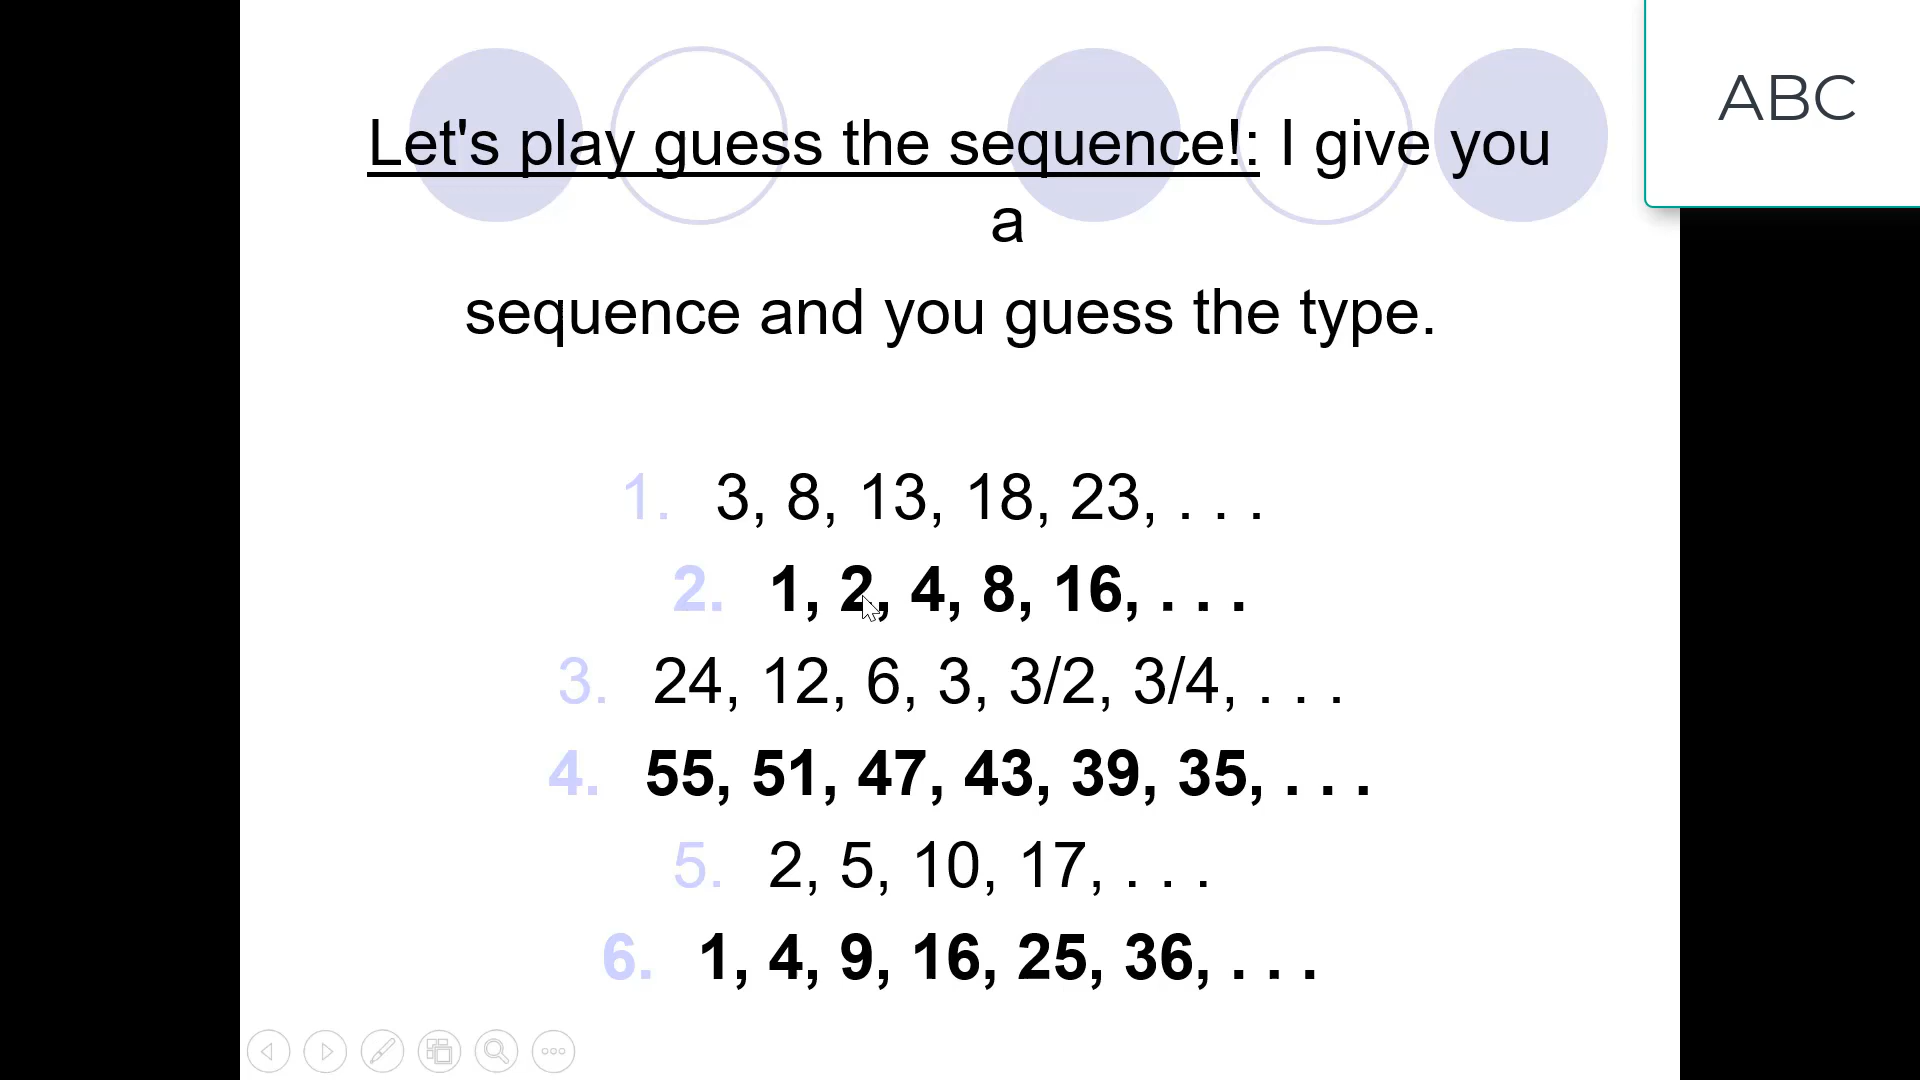 ABC
Let's play guess the sequence!: I give you
a
sequence and you guess the type.
1. 3, 8, 13, 18, 23, . . .
2. 1, 2, 4, 8, 16, . . .
3. 24, 12, 6, 3, 3/2, 3/4, . . .
4. 55, 51, 47, 43, 39, 35, . . .
5. 2, 5, 10, 17, . . .
6. 1, 4, 9, 16, 25, 36, . . .